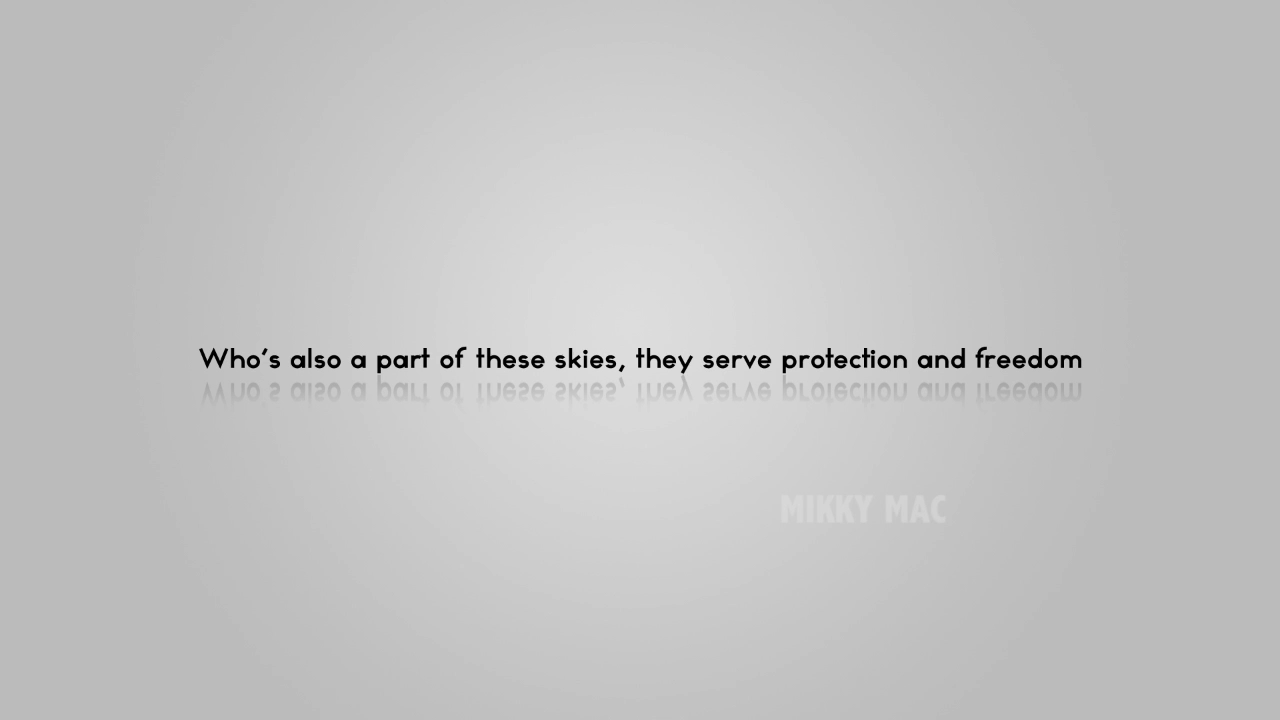 Who's also a part of these skies, they serve protection and freedom
MIKKY MAC